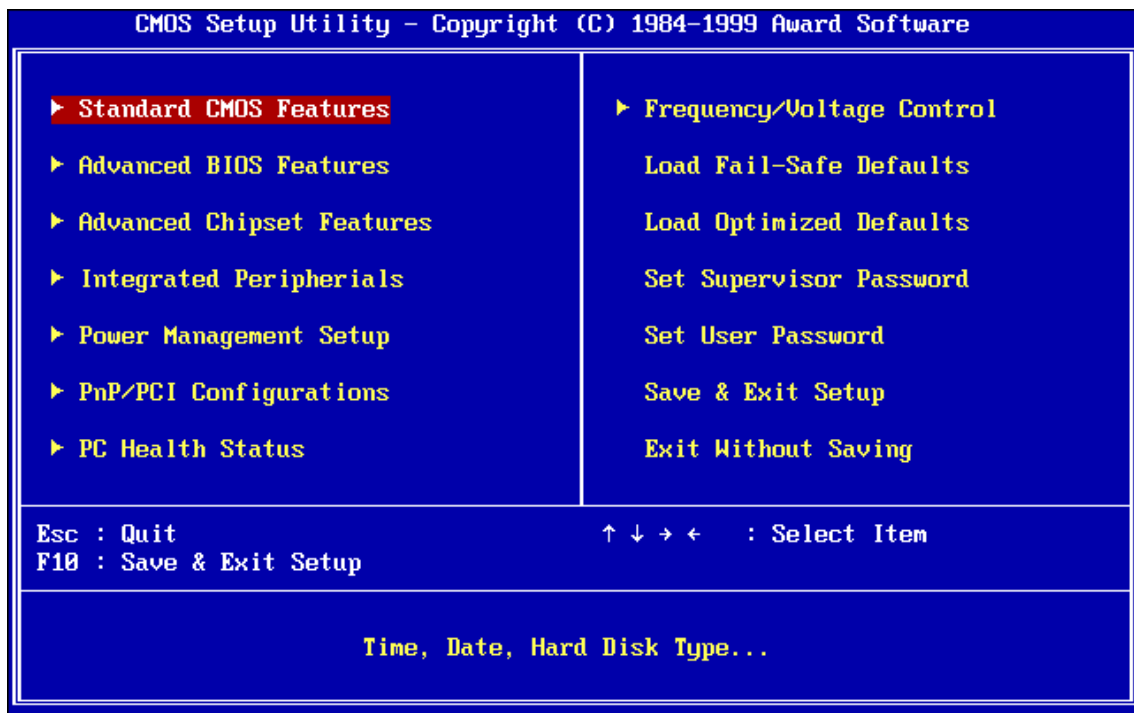 CMOS Setup Utility - Copyright (C) 1984-1999 Award Software
▶ Standard CMOS Features
▶ Advanced BIOS Features
▶ Advanced Chipset Features
▶ Integrated Peripherials
▶ Power Management Setup
▶ PnP/PCI Configurations
▶ PC Health Status
▶ Frequency/Voltage Control
Load Fail-Safe Defaults
Load Optimized Defaults
Set Supervisor Password
Set User Password
Save & Exit Setup
Exit Without Saving
Esc : Quit
F10 : Save & Exit Setup
↑ ↓ → ← : Select Item
Time, Date, Hard Disk Type...